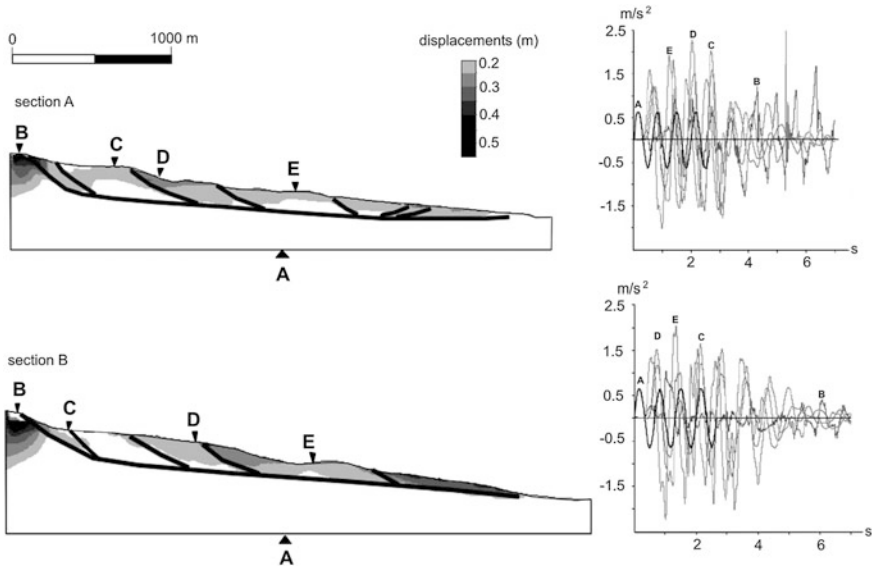 0 1000 m
displacements (m)
0.2
0.3
0.4
0.5
section A
B
C
D
E
A
m/s²
2.5
1.5
0.5
-0.5
-1.5
A
E
D
C
B
2 4 6 s
section B
B
C
D
E
A
m/s²
2.5
1.5
0.5
-0.5
-1.5
A
D
E
C
B
2 4 6 s